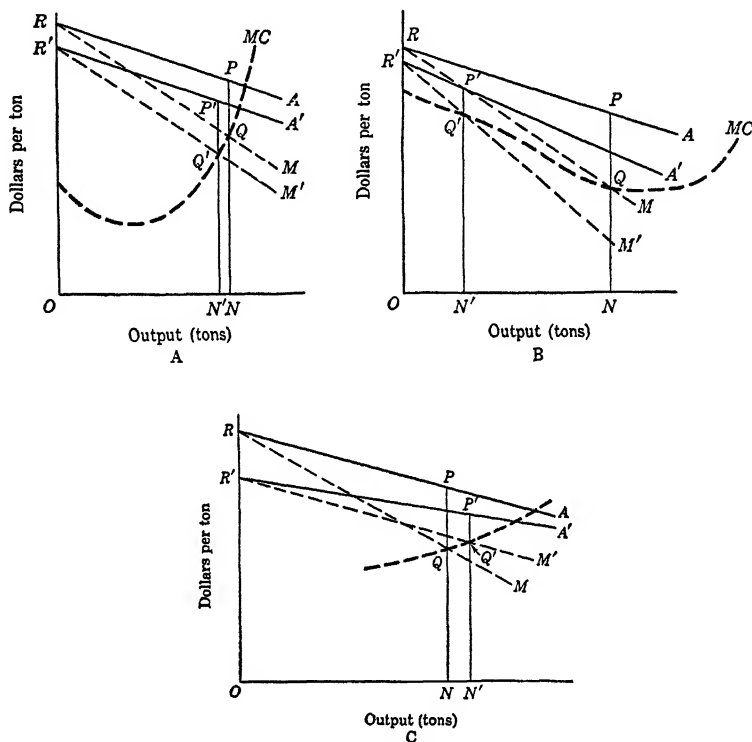 R
R'
MC
P
P'
A
A'
Q
Q'
M
M'
O
N' N
Dollars per ton
Output (tons)
A
R
R'
P'
P
MC
Q'
A
A'
Q
M
M'
O
N'
N
Dollars per ton
Output (tons)
B
R
R'
P
P'
A
A'
Q
Q'
M'
M
O
N
N'
Dollars per ton
Output (tons)
C